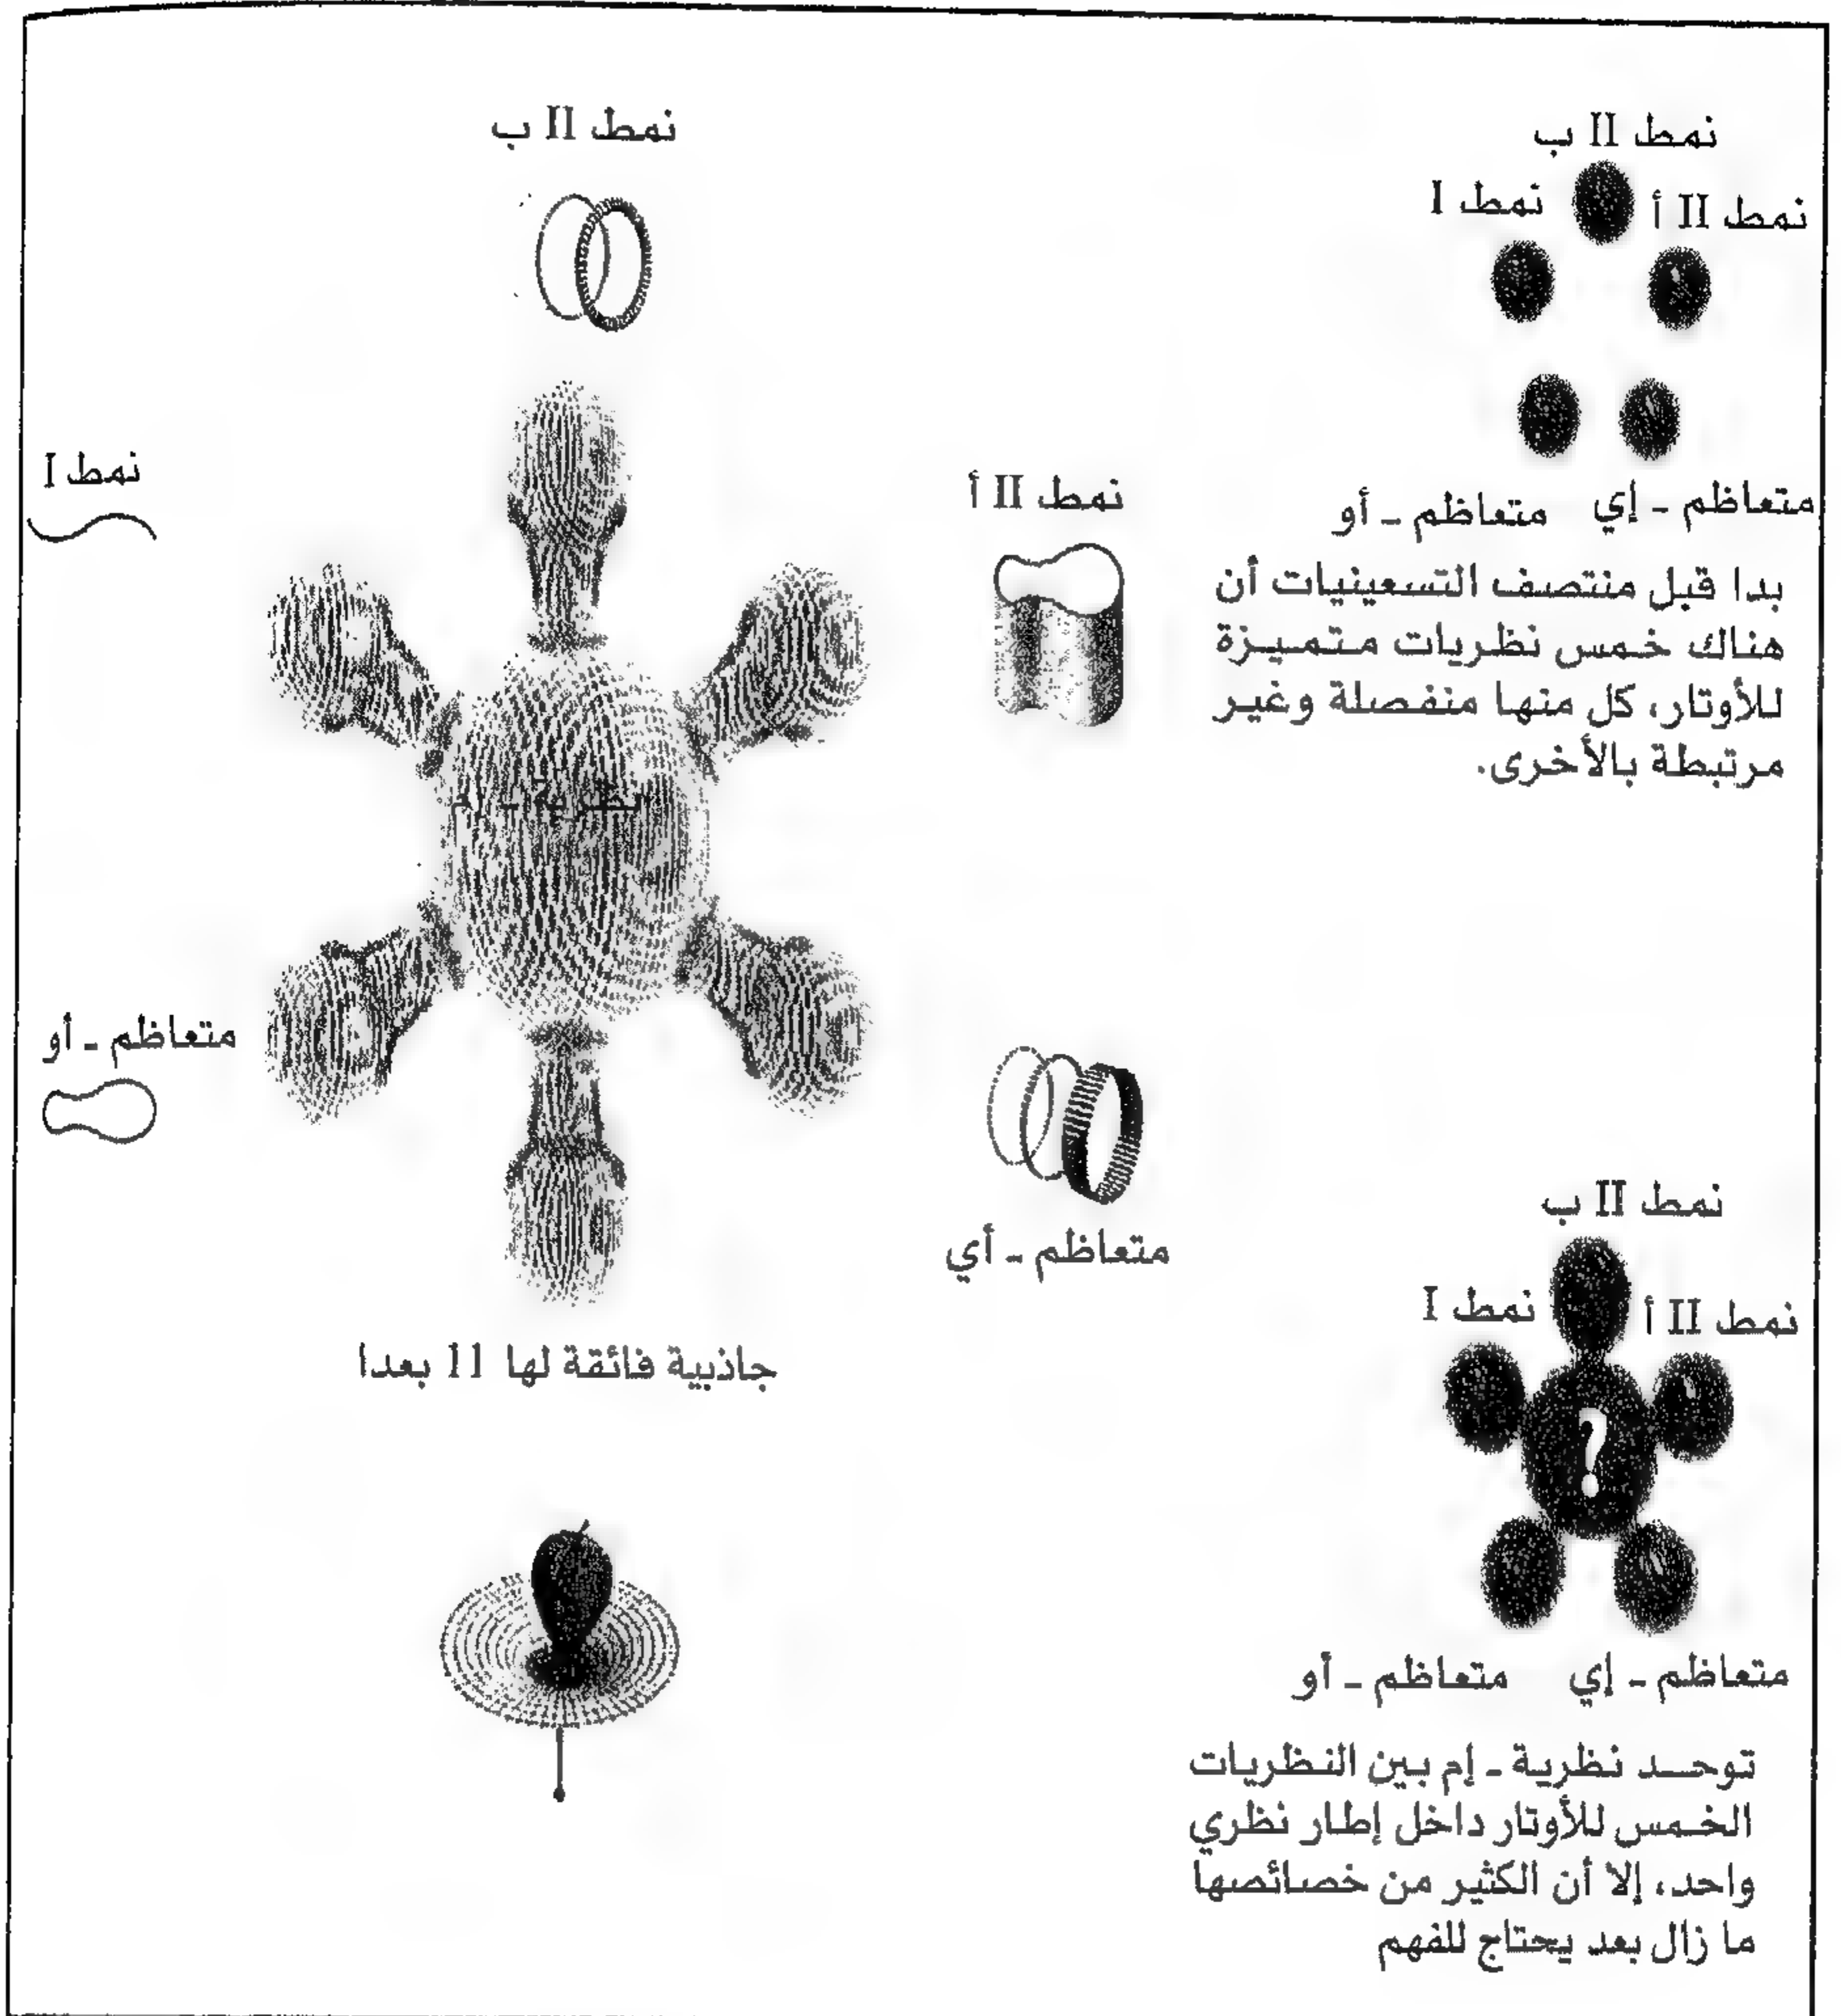 نمط II ب
نمط I
نمط II أ
متعاظم - إي
متعاظم - أو
بدا قبل منتصف التسعينيات أن
هناك خمس نظريات متميزة
للأوتار، كل منها منفصلة وغير
مرتبطة بالأخرى.
نمط II ب
نمط II أ
نمط I
نظرية - إم
متعاظم - أو
متعاظم - أي
جاذبية فائقة لها 11 بعدا
نمط II ب
نمط II أ
نمط I
?
متعاظم - إي
متعاظم - أو
توحد نظرية - إم بين النظريات
الخمس للأوتار داخل إطار نظري
واحد، إلا أن الكثير من خصائصها
ما زال بعد يحتاج للفهم